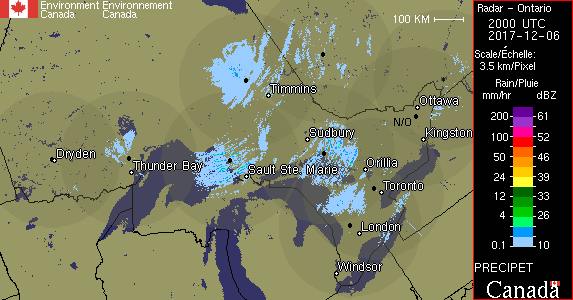 Environment Environnement
Canada Canada
100 KM
Timmins
Ottawa
N/O
Sudbury
Kingston
Dryden
Thunder Bay
Sault Ste. Marie
Orillia
Toronto
London
Windsor
Radar - Ontario
2000 UTC
2017-12-06
Scale/Échelle:
3.5 km/Pixel
Rain/Pluie
mm/hr dBZ
200 61
100 52
50 46
24 39
12 33
4 26
0.1 10
PRECIPET
Canada